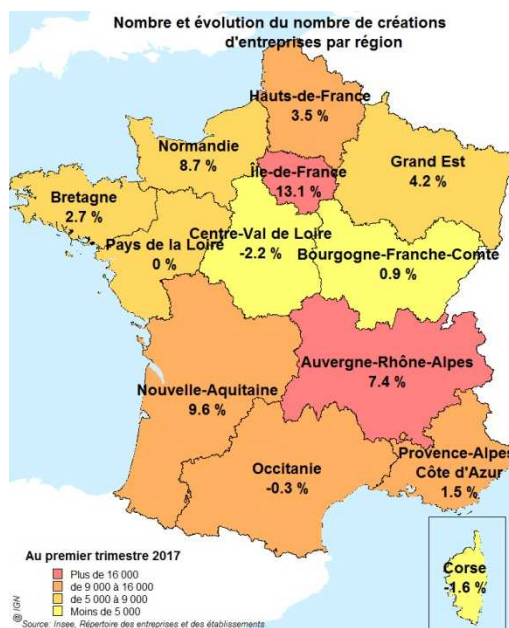 Nombre et évolution du nombre de créations
d'entreprises par région
Hauts-de-France
3.5 %
Normandie
8.7 %
Île-de-France
13.1 %
Grand Est
4.2 %
Bretagne
2.7 %
Pays de la Loire
0 %
Centre-Val de Loire
-2.2 %
Bourgogne-Franche-Comté
0.9 %
Auvergne-Rhône-Alpes
7.4 %
Nouvelle-Aquitaine
9.6 %
Occitanie
-0.3 %
Provence-Alpes
Côte d'Azur
1.5 %
Corse
-1.6 %
Au premier trimestre 2017
Plus de 16 000
de 9 000 à 16 000
de 5 000 à 9 000
Moins de 5 000
@ IGN
Source: Insee, Répertoire des entreprises et des établissements